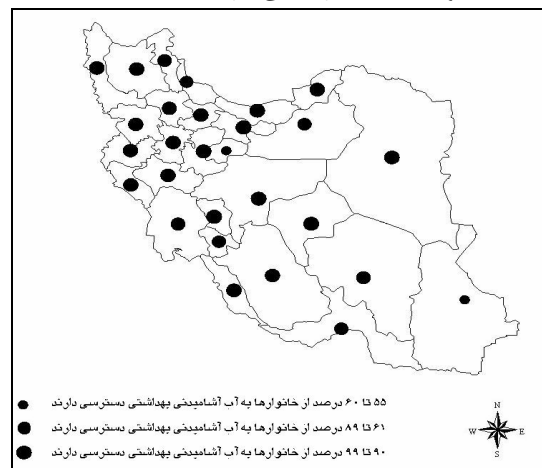 ۵۵ تا ۶۰ درصد از خانوارها به آب آشامیدنی بهداشتی دسترسی دارند
۶۱ تا ۸۹ درصد از خانوارها به آب آشامیدنی بهداشتی دسترسی دارند
۹۰ تا ۹۹ درصد از خانوارها به آب آشامیدنی بهداشتی دسترسی دارند
N
W E
S